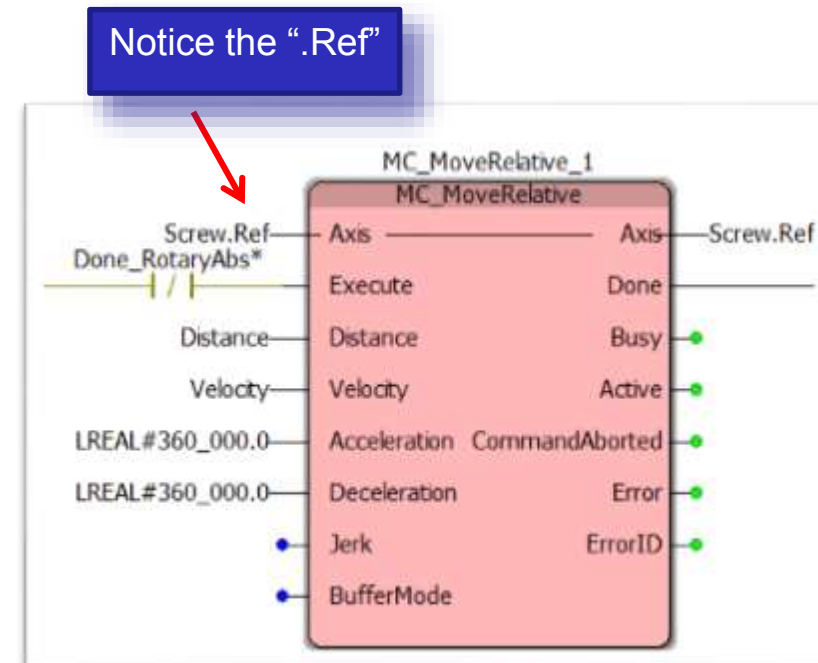 Notice the “.Ref”
MC_MoveRelative_1
MC_MoveRelative
Screw.Ref Axis Axis Screw.Ref
Done_RotaryAbs*
Execute Done
Distance Distance Busy
Velocity Velocity Active
LREAL#360_000.0 Acceleration CommandAborted
LREAL#360_000.0 Deceleration Error
Jerk ErrorID
BufferMode